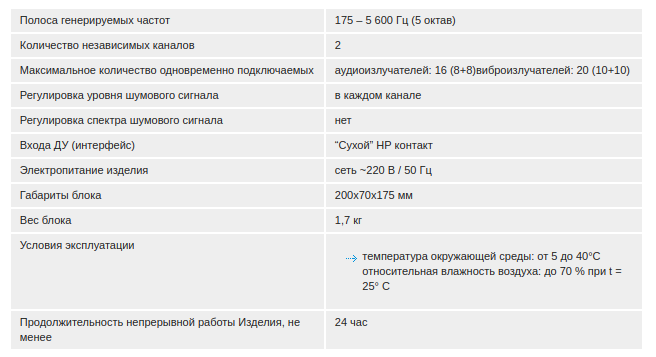 Полоса генерируемых частот 175 – 5 600 Гц (5 октав)
Количество независимых каналов 2
Максимальное количество одновременно подключаемых аудиоизлучателей: 16 (8+8)виброизлучателей: 20 (10+10)
Регулировка уровня шумового сигнала в каждом канале
Регулировка спектра шумового сигнала нет
Входа ДУ (интерфейс) “Сухой” НР контакт
Электропитание изделия сеть ~220 В / 50 Гц
Габариты блока 200х70х175 мм
Вес блока 1,7 кг
Условия эксплуатации
температура окружающей среды: от 5 до 40°С
относительная влажность воздуха: до 70 % при t =
25° С
Продолжительность непрерывной работы Изделия, не 24 час
менее